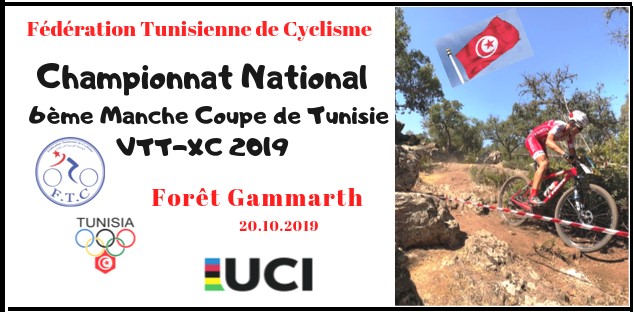 Fédération Tunisienne de Cyclisme
Championnat National
6ème Manche Coupe de Tunisie
VTT-XC 2019
F.T.C
Forêt Gammarth
TUNISIA
20.10.2019
UCI